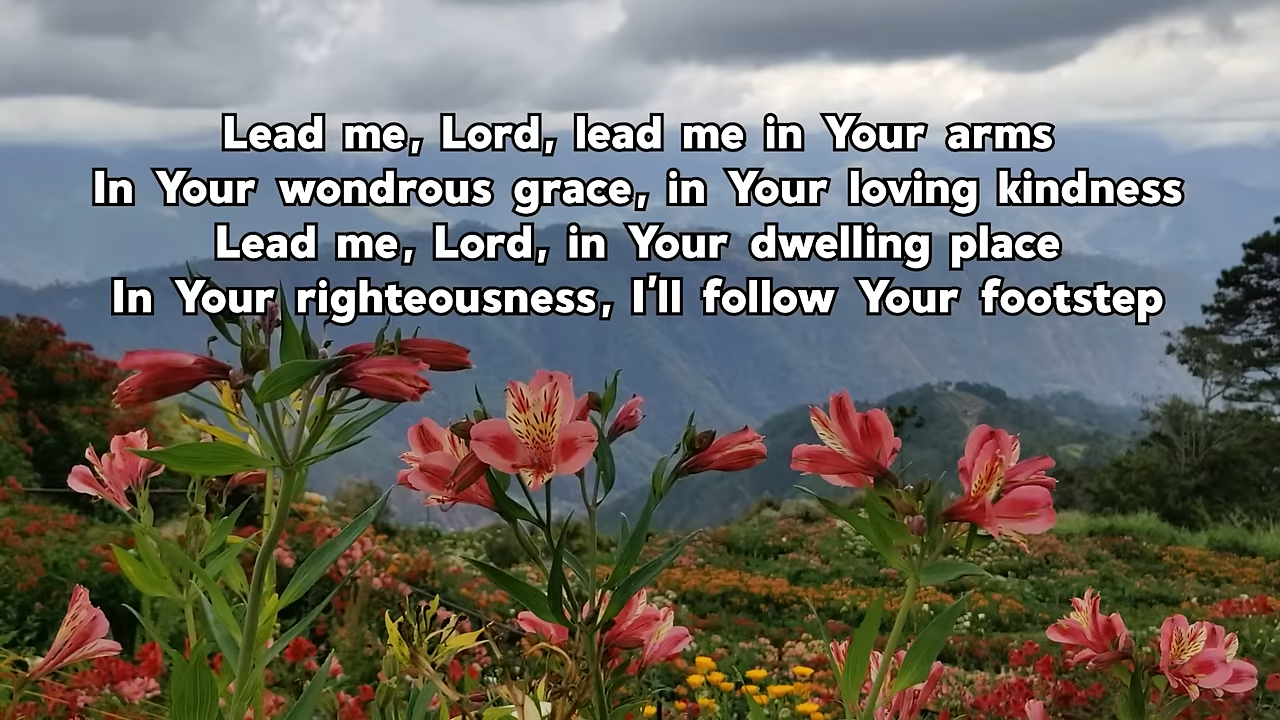 Lead me, Lord, lead me in Your arms
In Your wondrous grace, in Your loving kindness
Lead me, Lord, in Your dwelling place
In Your righteousness, I'll follow Your footstep